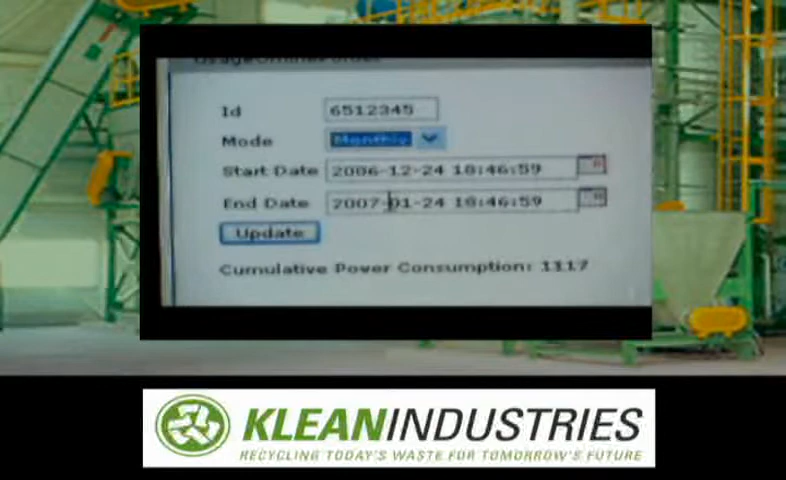 Id 6512345
Mode Monthly
Start Date 2006-12-24 18:46:59
End Date 2007-01-24 18:46:59
Update
Cumulative Power Consumption: 1117
KLEANINDUSTRIES
RECYCLING TODAY'S WASTE FOR TOMORROW'S FUTURE